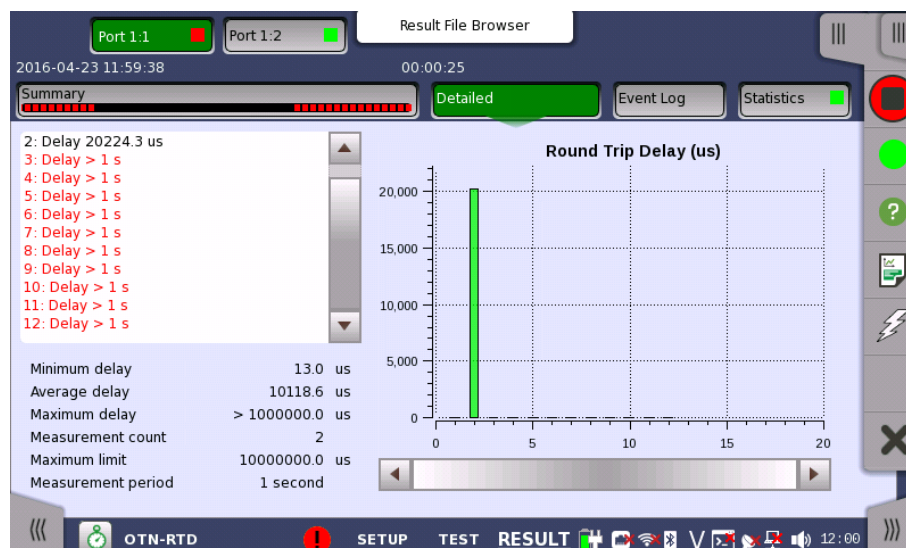 Port 1:1
Port 1:2
Result File Browser
2016-04-23 11:59:38
00:00:25
Summary
Detailed
Event Log
Statistics
2: Delay 20224.3 us
3: Delay > 1 s
4: Delay > 1 s
5: Delay > 1 s
6: Delay > 1 s
7: Delay > 1 s
8: Delay > 1 s
9: Delay > 1 s
10: Delay > 1 s
11: Delay > 1 s
12: Delay > 1 s
Minimum delay 13.0 us
Average delay 10118.6 us
Maximum delay > 1000000.0 us
Measurement count 2
Maximum limit 10000000.0 us
Measurement period 1 second
Round Trip Delay (us)
20,000
15,000
10,000
5,000
0
0 5 10 15 20
?
OTN-RTD
SETUP TEST RESULT V 12:00